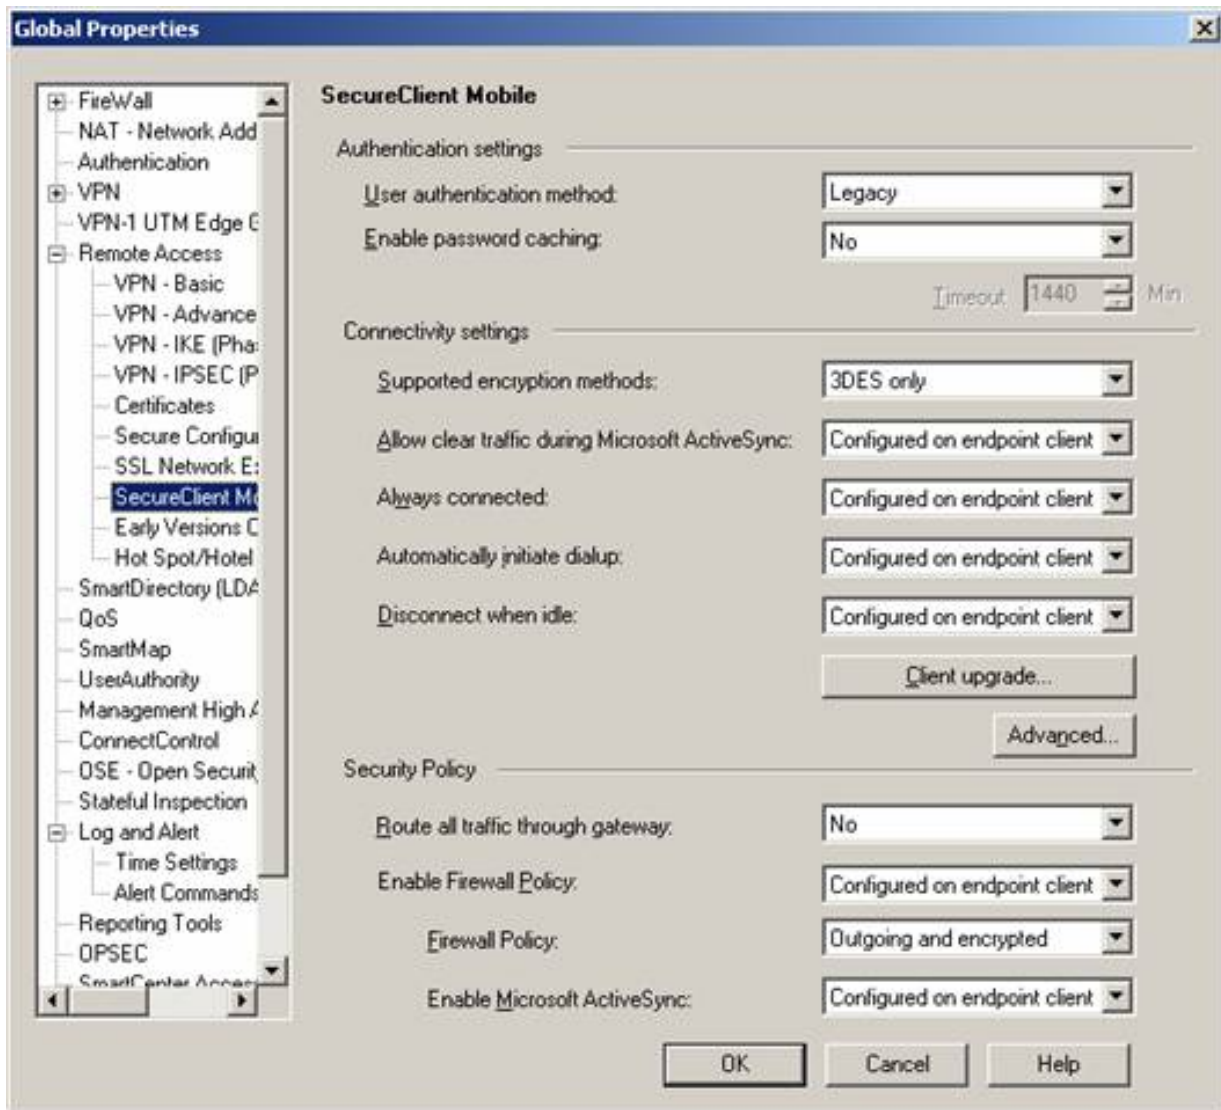 Global Properties
FireWall
NAT - Network Add
Authentication
VPN
VPN-1 UTM Edge G
Remote Access
VPN - Basic
VPN - Advance
VPN - IKE (Pha
VPN - IPSEC (P
Certificates
Secure Configu
SSL Network E
SecureClient Mo
Early Versions C
Hot Spot/Hotel
SmartDirectory (LDA
QoS
SmartMap
UserAuthority
Management High A
ConnectControl
OSE - Open Securit
Stateful Inspection
Log and Alert
Time Settings
Alert Commands
Reporting Tools
OPSEC
SmartCenter Access
SecureClient Mobile
Authentication settings
User authentication method: Legacy
Enable password caching: No
Timeout 1440 Min
Connectivity settings
Supported encryption methods: 3DES only
Allow clear traffic during Microsoft ActiveSync: Configured on endpoint client
Always connected: Configured on endpoint client
Automatically initiate dialup: Configured on endpoint client
Disconnect when idle: Configured on endpoint client
Client upgrade...
Advanced...
Security Policy
Route all traffic through gateway: No
Enable Firewall Policy: Configured on endpoint client
Firewall Policy: Outgoing and encrypted
Enable Microsoft ActiveSync: Configured on endpoint client
OK Cancel Help